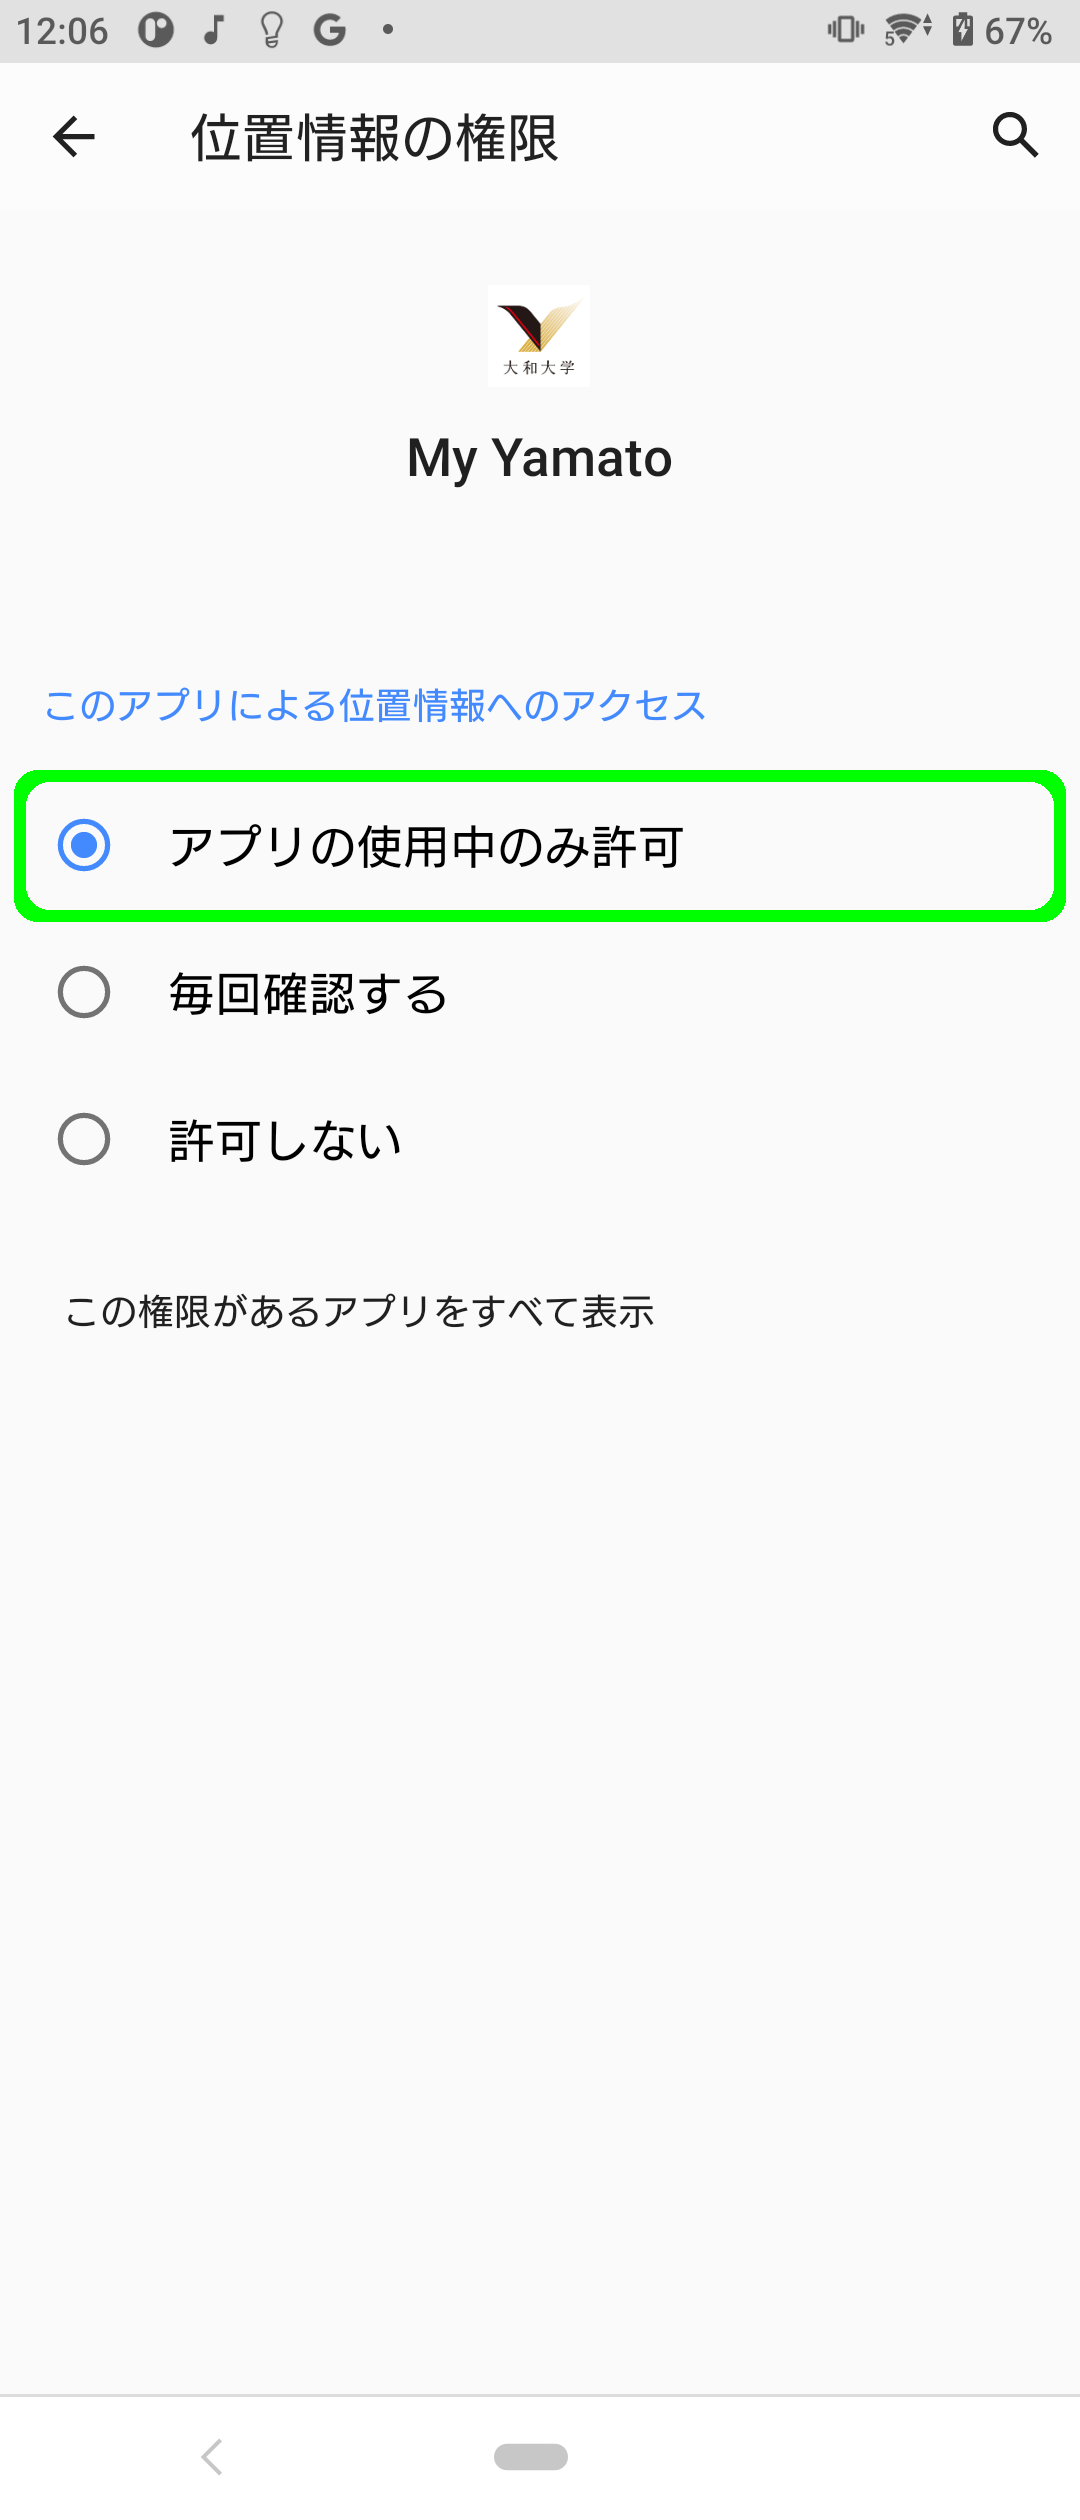 12:06
67%
位置情報の権限
大和大学
My Yamato
このアプリによる位置情報へのアクセス
アプリの使用中のみ許可
毎回確認する
許可しない
この権限があるアプリをすべて表示